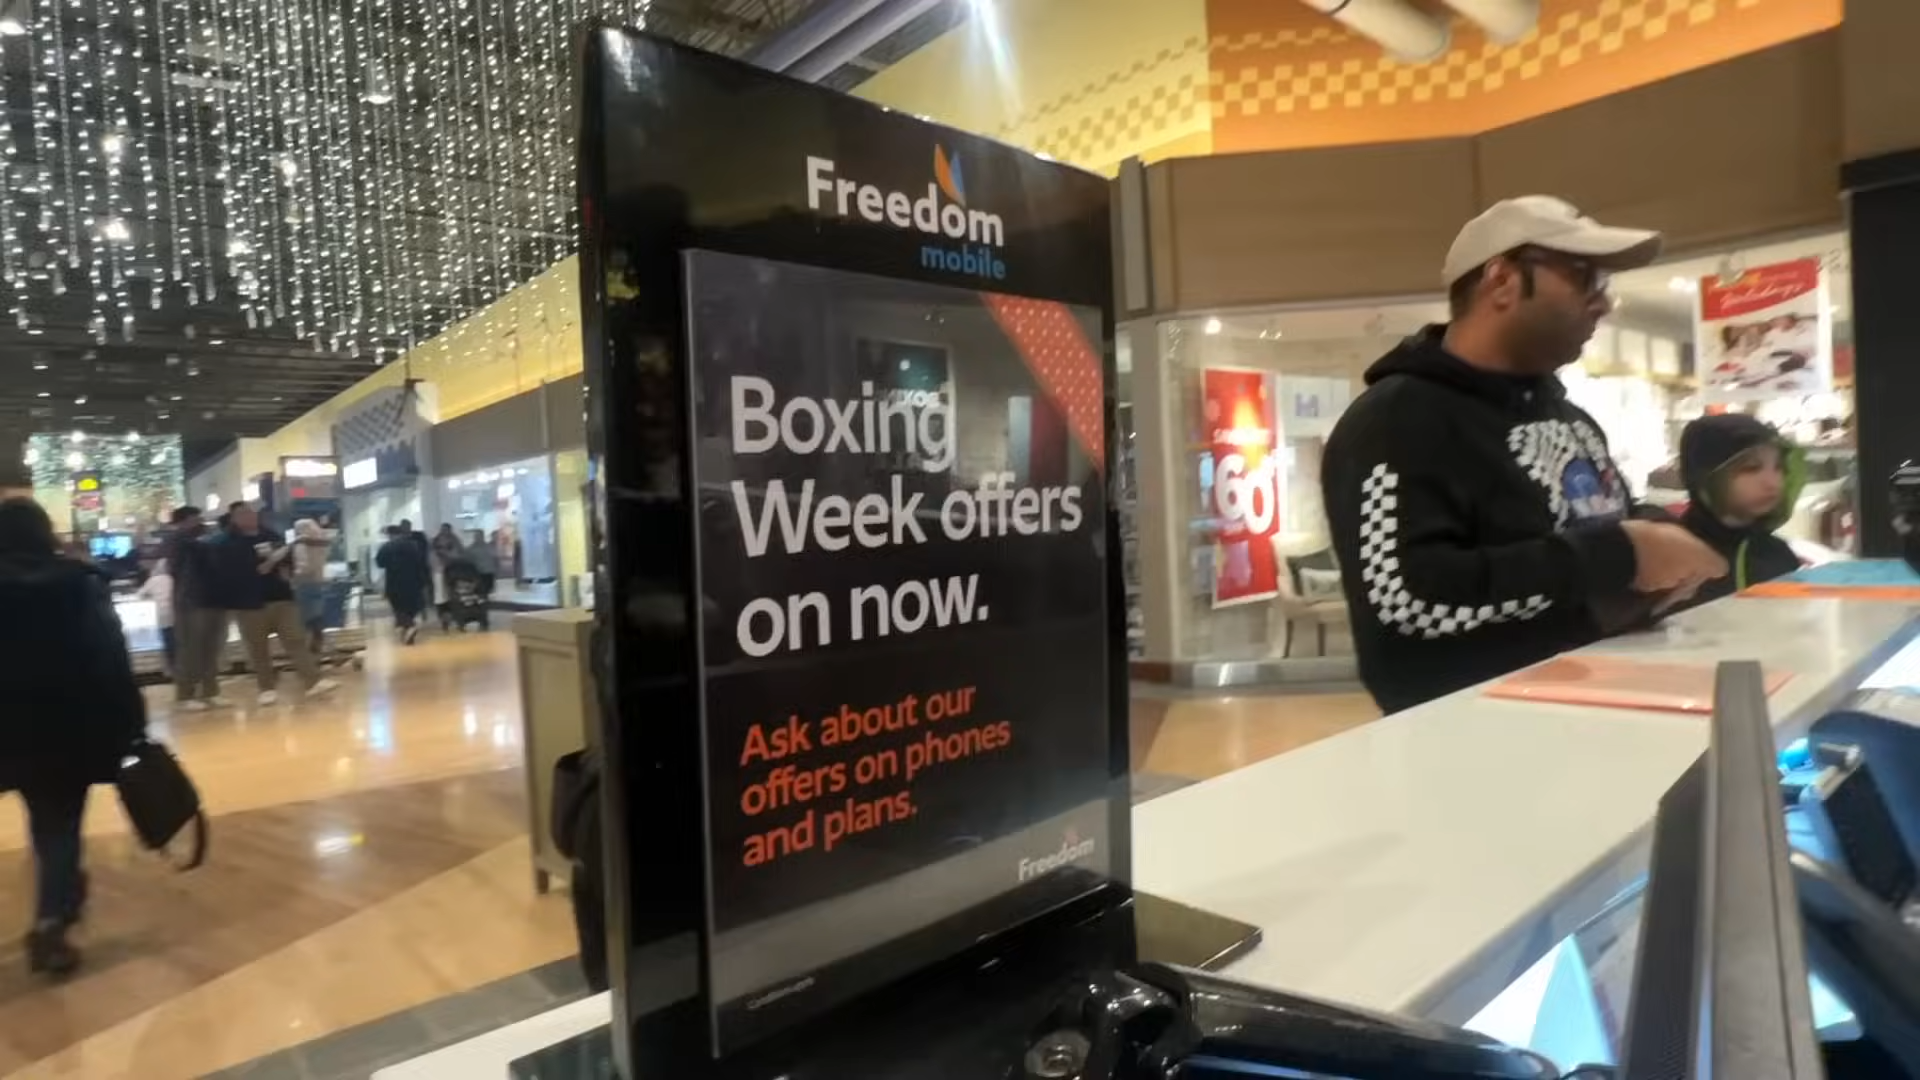 Freedom
mobile
Boxing
Week offers
on now.
Ask about our
offers on phones
and plans.
Freedom
60